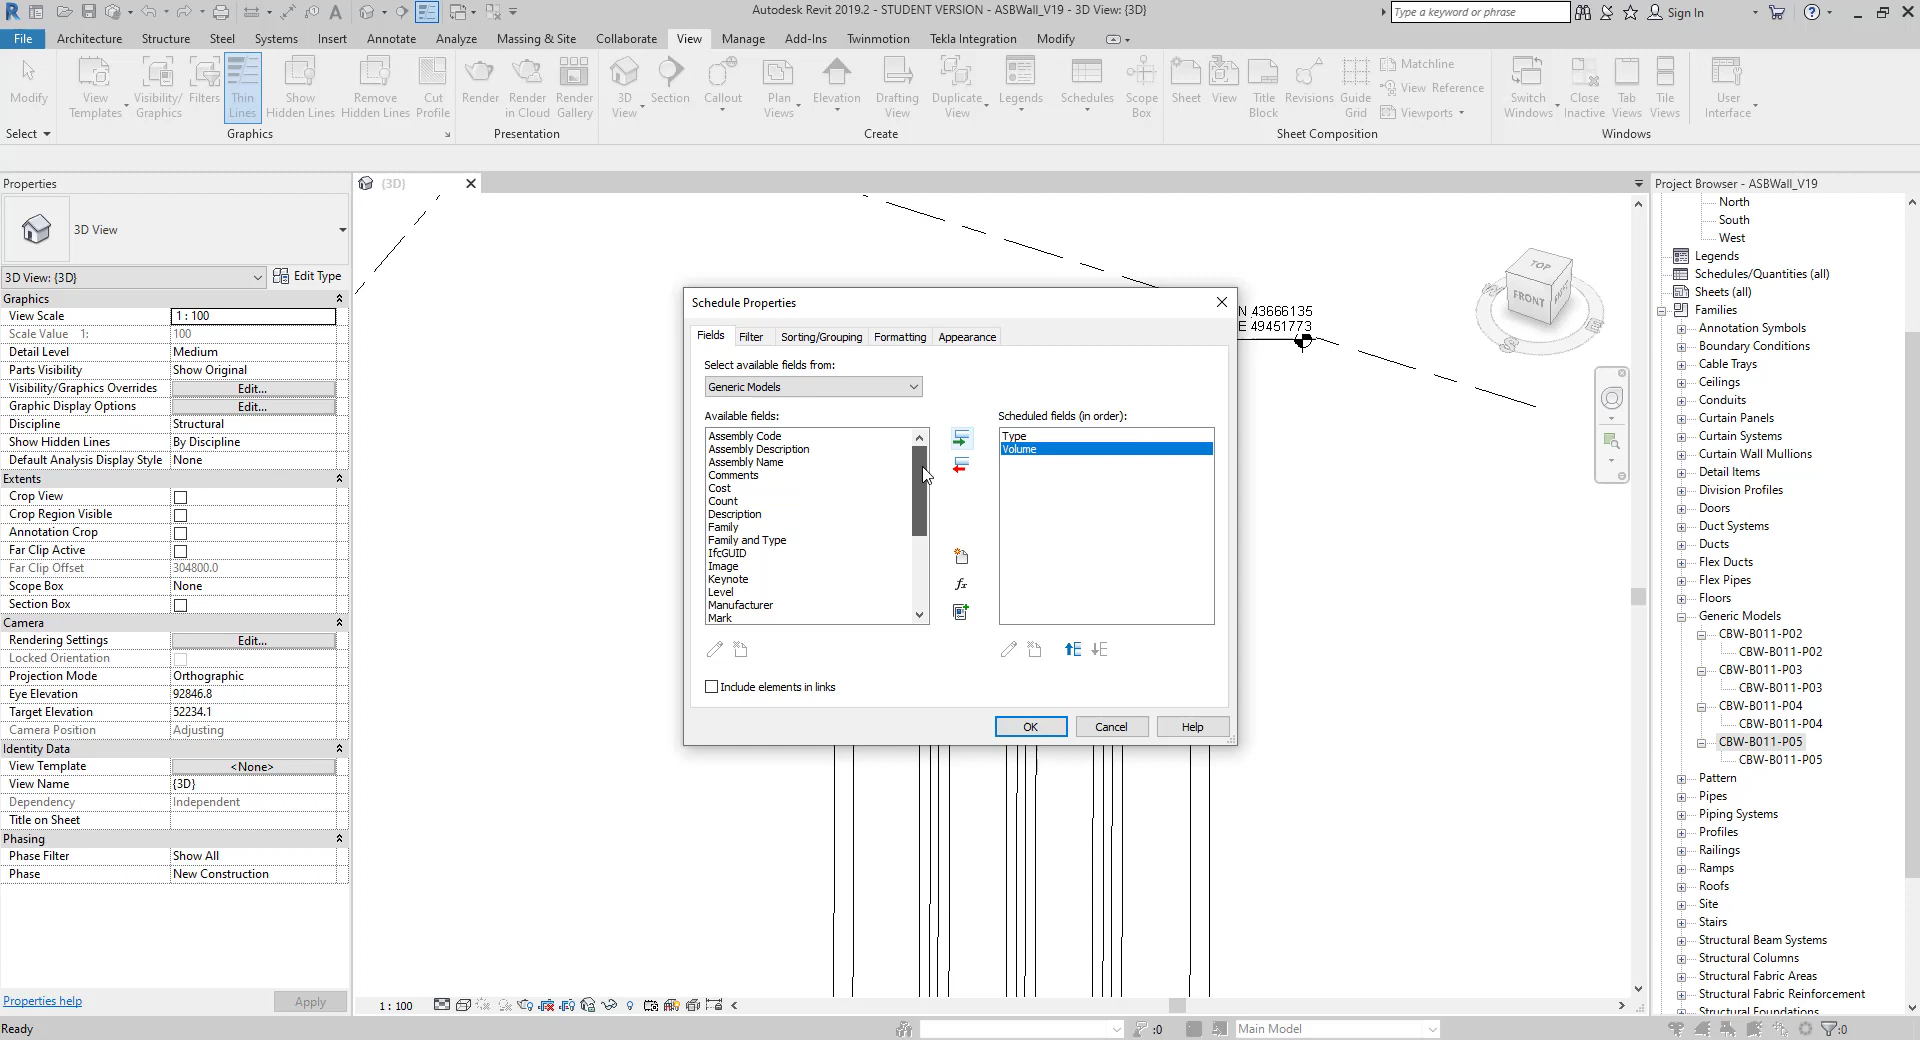 Autodesk Revit 2019.2 - STUDENT VERSION - ASBWall_V19 - 3D View: {3D}
Type a keyword or phrase
Sign In
File Architecture Structure Steel Systems Insert Annotate Analyze Massing & Site Collaborate View Manage Add-Ins Twinmotion Tekla Integration Modify
Modify
View Templates
Visibility/ Graphics
Filters
Thin Lines
Show Hidden Lines
Remove Hidden Lines
Cut Profile
Render
Render in Cloud
Render Gallery
3D View
Section
Callout
Plan Views
Elevation
Drafting View
Duplicate View
Legends
Schedules
Scope Box
Sheet
View
Title Block
Revisions
Guide Grid
Matchline
View Reference
Viewports
Switch Windows
Close Inactive
Tab Views
Tile Views
User Interface
Select
Graphics
Presentation
Create
Sheet Composition
Windows
Properties
3D View
3D View: {3D}
Edit Type
Graphics
View Scale 1 : 100
Scale Value 1: 100
Detail Level Medium
Parts Visibility Show Original
Visibility/Graphics Overrides Edit...
Graphic Display Options Edit...
Discipline Structural
Show Hidden Lines By Discipline
Default Analysis Display Style None
Extents
Crop View
Crop Region Visible
Annotation Crop
Far Clip Active
Far Clip Offset 304800.0
Scope Box None
Section Box
Camera
Rendering Settings Edit...
Locked Orientation
Projection Mode Orthographic
Eye Elevation 92846.8
Target Elevation 52234.1
Camera Position Adjusting
Identity Data
View Template <None>
View Name {3D}
Dependency Independent
Title on Sheet
Phasing
Phase Filter Show All
Phase New Construction
Properties help
Apply
{3D}
N 43666135
E 49451773
TOP
FRONT
S
Schedule Properties
Fields Filter Sorting/Grouping Formatting Appearance
Select available fields from:
Generic Models
Available fields:
Assembly Code
Assembly Description
Assembly Name
Comments
Cost
Count
Description
Family
Family and Type
IfcGUID
Image
Keynote
Level
Manufacturer
Mark
fx
Scheduled fields (in order):
Type
Volume
Include elements in links
OK
Cancel
Help
1 : 100
Project Browser - ASBWall_V19
North
South
West
Legends
Schedules/Quantities (all)
Sheets (all)
Families
Annotation Symbols
Boundary Conditions
Cable Trays
Ceilings
Conduits
Curtain Panels
Curtain Systems
Curtain Wall Mullions
Detail Items
Division Profiles
Doors
Duct Systems
Ducts
Flex Ducts
Flex Pipes
Floors
Generic Models
CBW-B011-P02
CBW-B011-P02
CBW-B011-P03
CBW-B011-P03
CBW-B011-P04
CBW-B011-P04
CBW-B011-P05
CBW-B011-P05
Pattern
Pipes
Piping Systems
Profiles
Railings
Ramps
Roofs
Site
Stairs
Structural Beam Systems
Structural Columns
Structural Fabric Areas
Structural Fabric Reinforcement
Structural Foundations
Ready
:0
Main Model
:0